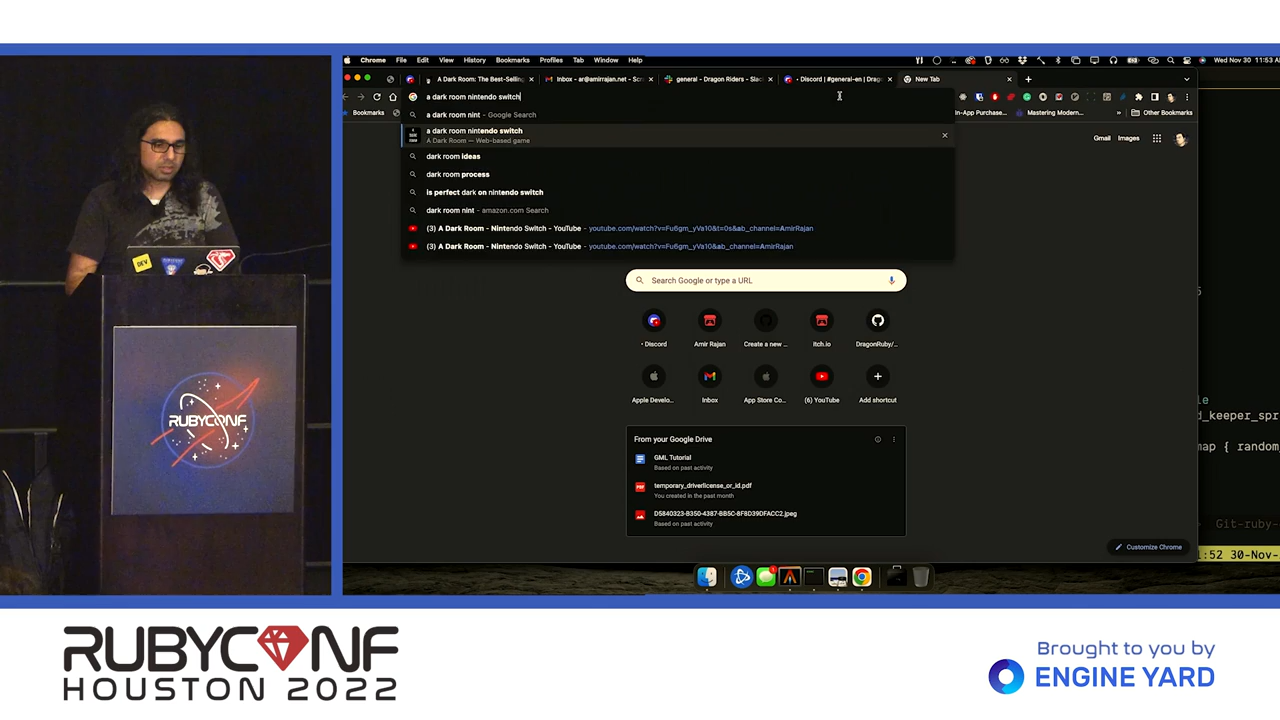 Chrome File Edit View History Bookmarks Profiles Tab Window Help
Wed Nov 30 11:53 A
A Dark Room: The Best-Selling
Inbox - ar@amirrajan.net - Scr
general - Dragon Riders - Slac
• Discord | #general-en | Drag
New Tab
a dark room nintendo switch
Bookmarks
n-App Purchase...
Mastering Modern...
Other Bookmarks
a dark room nint - Google Search
a dark room nintendo switch
A Dark Room — Web-based game
dark room ideas
dark room process
is perfect dark on nintendo switch
dark room nint - amazon.com Search
(3) A Dark Room - Nintendo Switch - YouTube - youtube.com/watch?v=Fu6gm_yVa10&t=0s&ab_channel=AmirRajan
(3) A Dark Room - Nintendo Switch - YouTube - youtube.com/watch?v=Fu6gm_yVa10&ab_channel=AmirRajan
Gmail Images
Search Google or type a URL
• Discord
Amir Rajan
Create a new ...
Itch.io
DragonRuby/...
Apple Develo...
Inbox
App Store Co...
(6) YouTube
Add shortcut
From your Google Drive
GML Tutorial
Based on past activity
temporary_driverlicense_or_id.pdf
You created in the past month
D5840323-B350-4387-BB5C-8F8D39DFACC2.jpeg
Based on past activity
Customize Chrome
le
d_keeper_spr
map { random_
Git-ruby-
1:52 30-Nov-
DEV
RUBYCONF
RUBYCONF
HOUSTON 2022
Brought to you by
ENGINE YARD